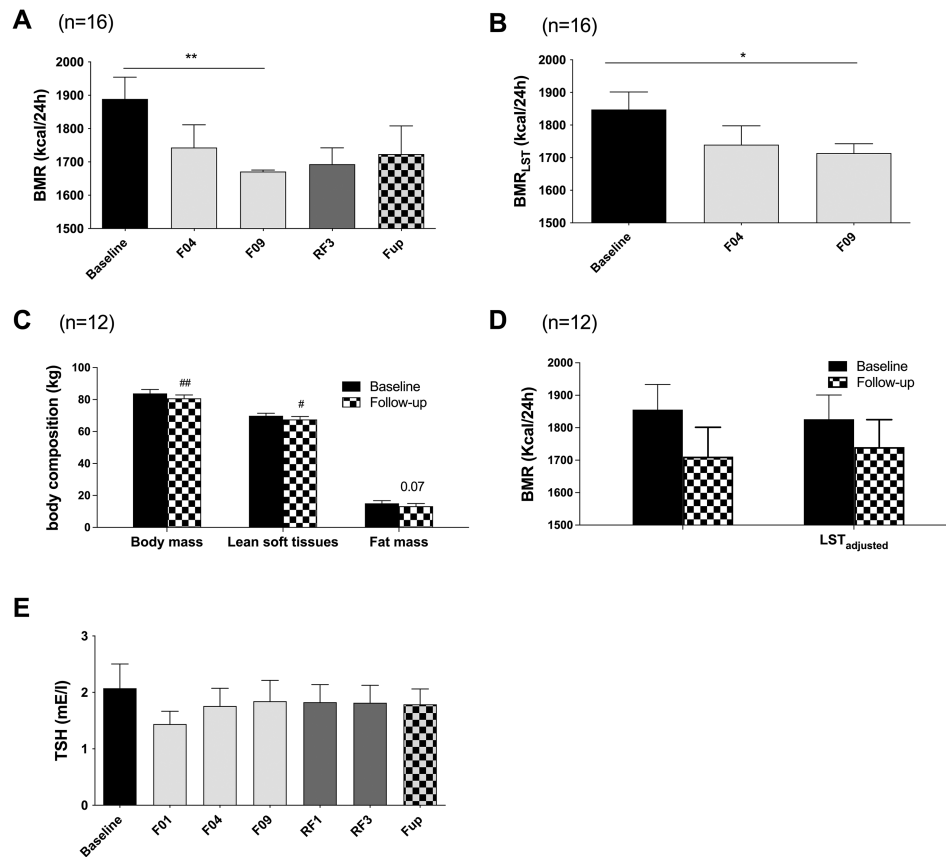 A (n=16)
**
BMR (kcal/24h)
2000
1900
1800
1700
1600
1500
Baseline F04 F09 RF3 Fup
B (n=16)
*
BMR_LST (kcal/24h)
2000
1900
1800
1700
1600
1500
Baseline F04 F09
C (n=12)
body composition (kg)
100
80
60
40
20
0
Baseline
Follow-up
##
#
0.07
Body mass Lean soft tissues Fat mass
D (n=12)
BMR (Kcal/24h)
2000
1900
1800
1700
1600
1500
Baseline
Follow-up
LST_adjusted
E
TSH (mE/l)
3
2
1
0
Baseline F01 F04 F09 RF1 RF3 Fup